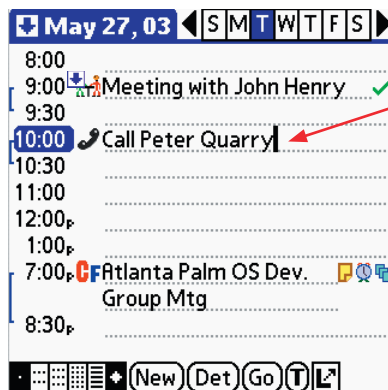 May 27, 03 S M T W T F S
8:00
9:00 Meeting with John Henry
9:30
10:00 Call Peter Quarry
10:30
11:00
12:00P
1:00P
7:00P CF Atlanta Palm OS Dev.
Group Mtg
8:30P
New Det Go T